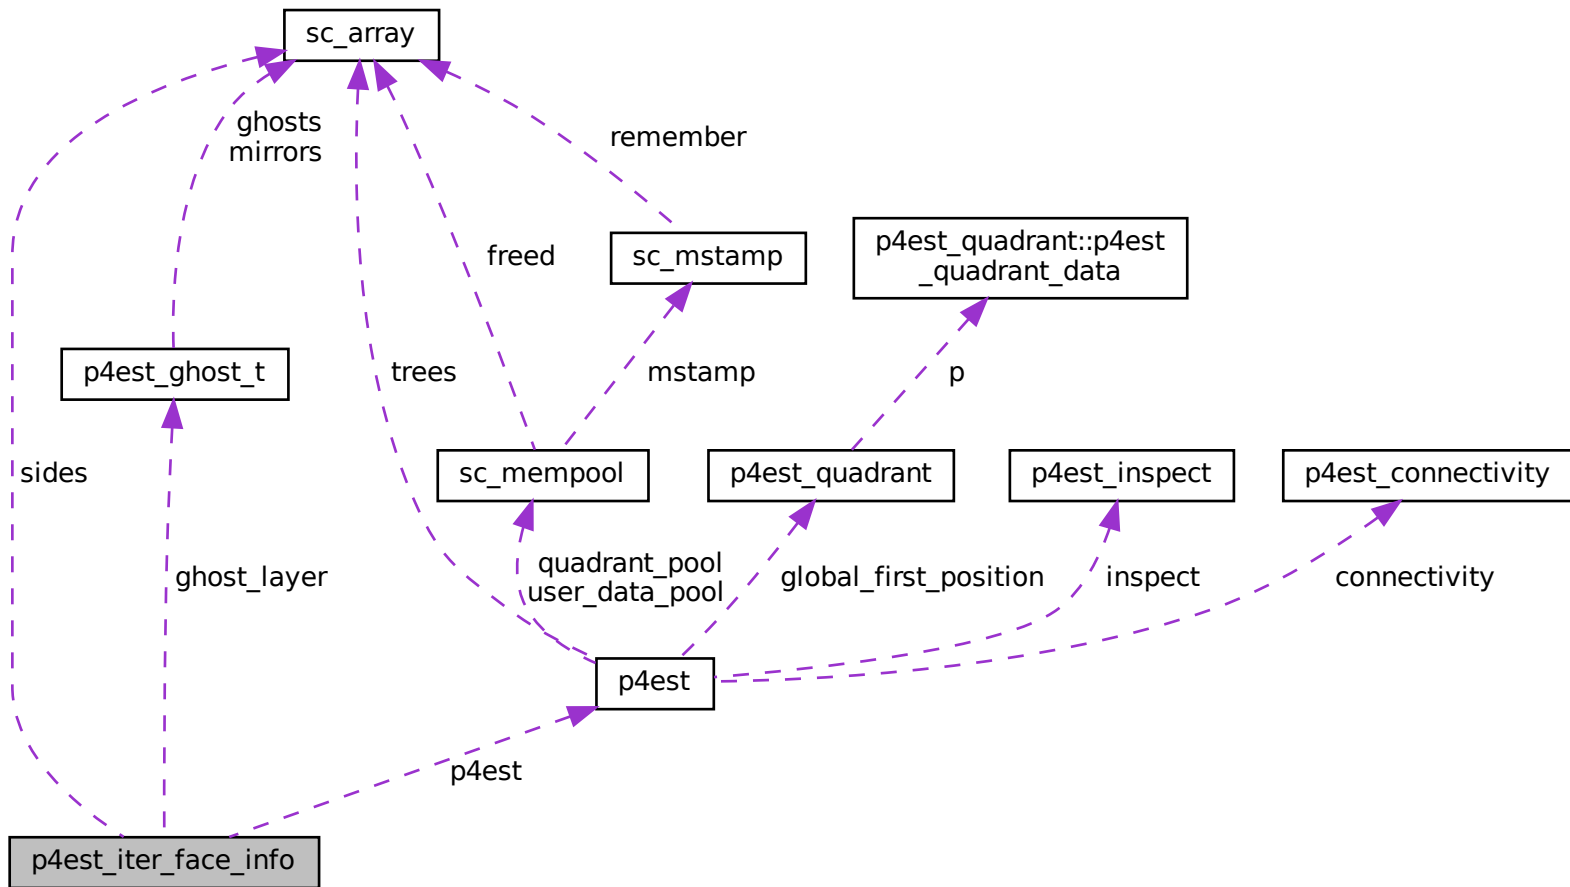 sc_array
ghosts
mirrors
remember
freed
sc_mstamp
p4est_quadrant::p4est
_quadrant_data
p4est_ghost_t
trees
mstamp
p
sides
sc_mempool
p4est_quadrant
p4est_inspect
p4est_connectivity
ghost_layer
quadrant_pool
user_data_pool
global_first_position
inspect
connectivity
p4est
p4est
p4est_iter_face_info